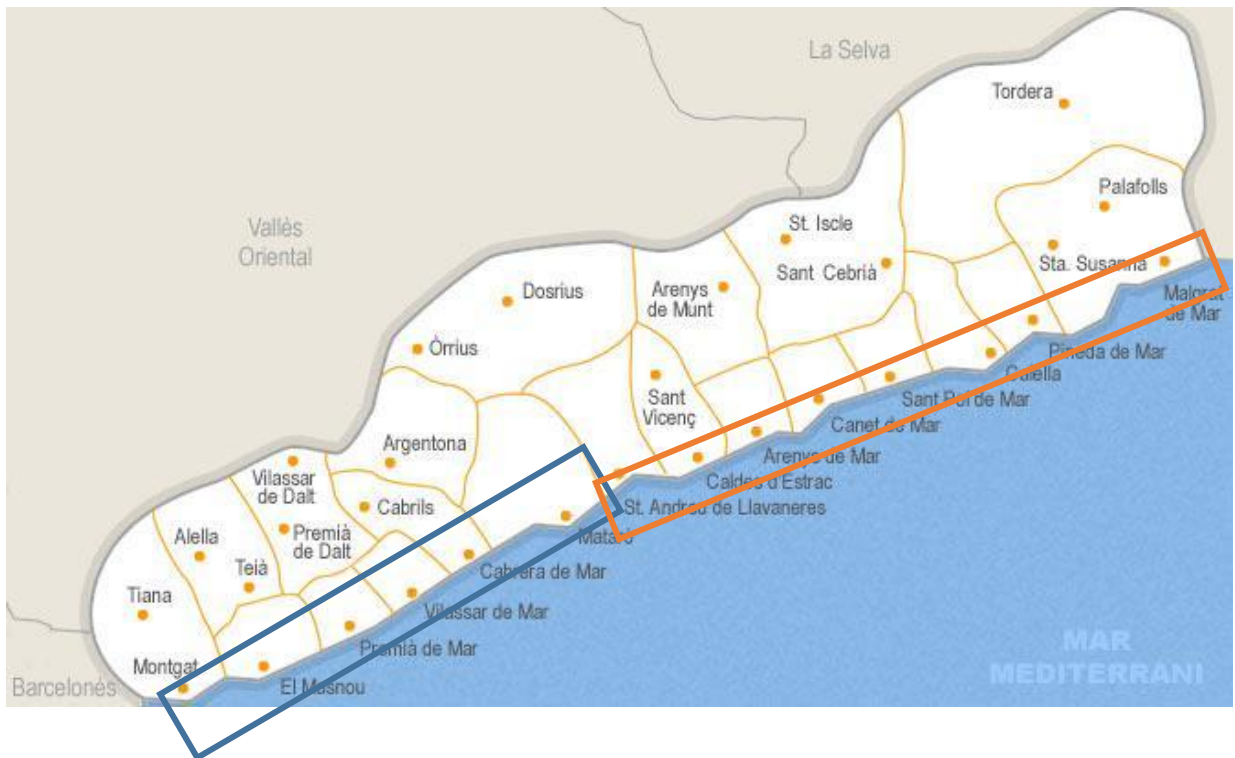 La Selva
Tordera
Palafolls
Vallès
Oriental
St. Iscle
Sant Cebrià
Sta. Susanna
Malgrat
de Mar
Dosrius
Arenys
de Munt
Òrrius
Pineda de Mar
Calella
Sant Pol de Mar
Sant
Vicenç
Canet de Mar
Argentona
Arenys de Mar
Vilassar
de Dalt
Caldes d'Estrac
Cabrils
St. Andreu de Llavaneres
Alella
Premià
de Dalt
Mataró
Teià
Cabrera de Mar
Tiana
Vilassar de Mar
Premià de Mar
Montgat
El Masnou
Barcelonès
MAR
MEDITERRANI